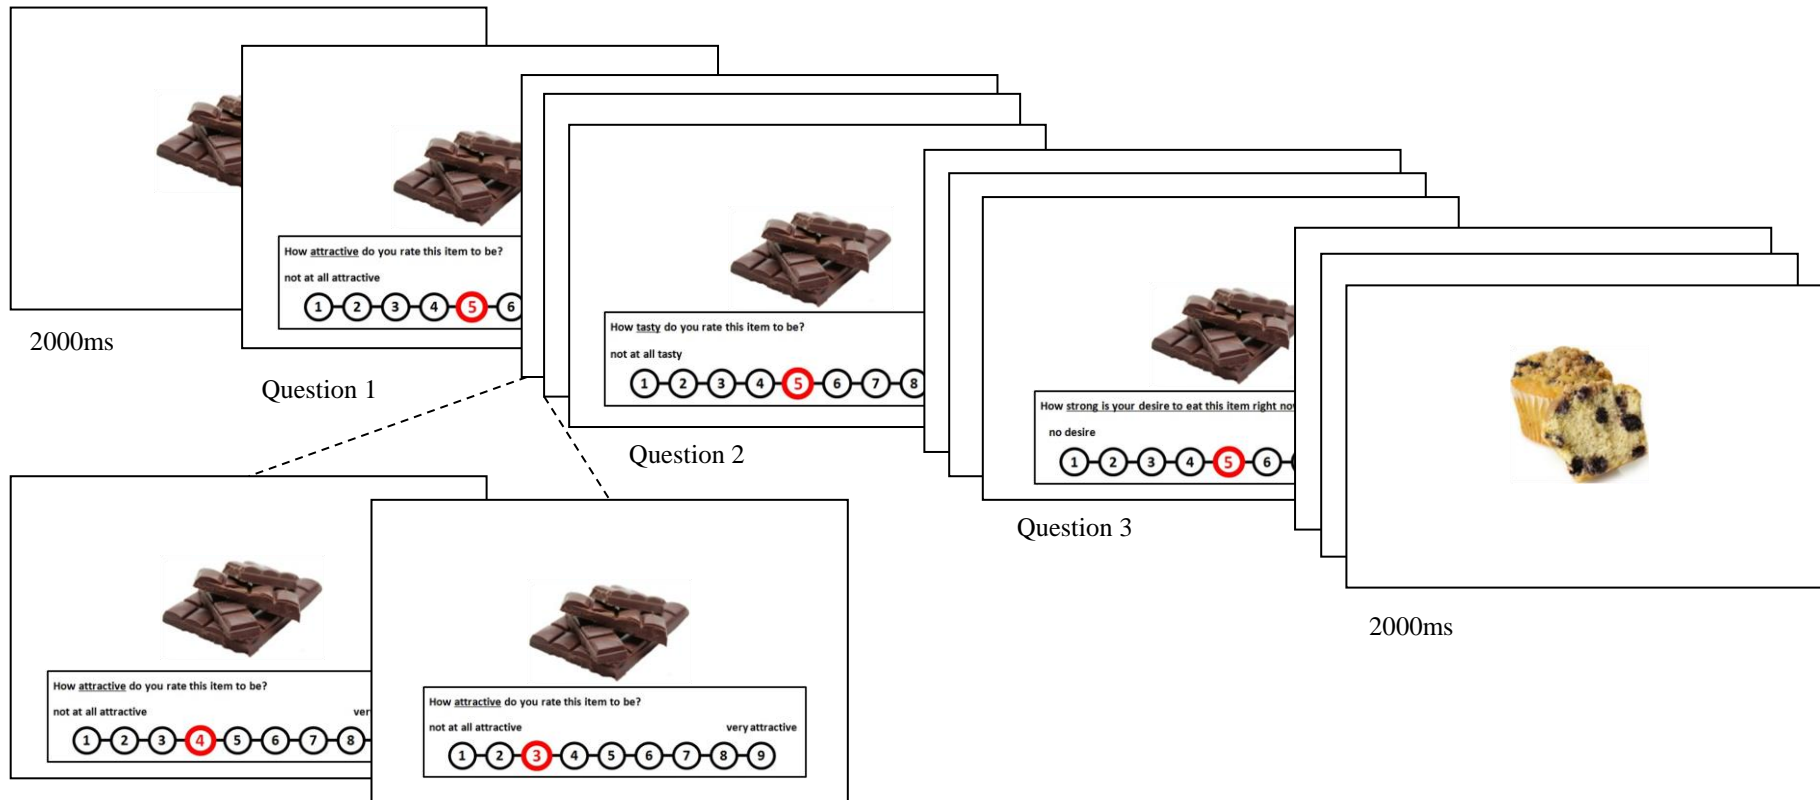 2000ms
How attractive do you rate this item to be?
not at all attractive
1 2 3 4 5 6
Question 1
How tasty do you rate this item to be?
not at all tasty
1 2 3 4 5 6 7 8
Question 2
How strong is your desire to eat this item right now
no desire
1 2 3 4 5 6
Question 3
2000ms
How attractive do you rate this item to be?
not at all attractive ver
1 2 3 4 5 6 7 8
How attractive do you rate this item to be?
not at all attractive very attractive
1 2 3 4 5 6 7 8 9